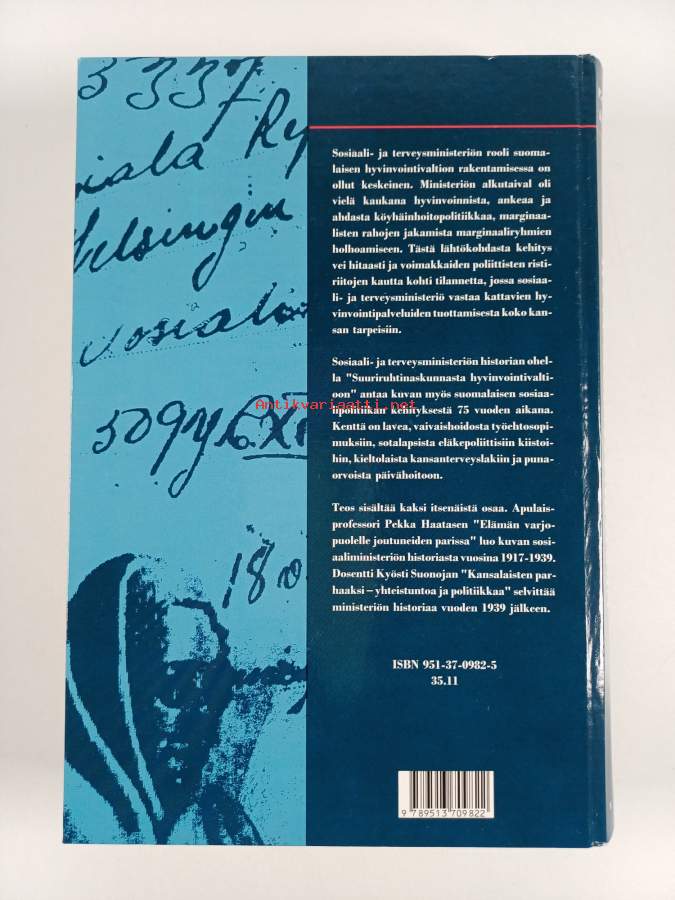 3337
Helsingin
Sosiaali- ja terveysministeriön rooli suoma-
laisen hyvinvointivaltion rakentamisessa on
ollut keskeinen. Ministeriön alkutaival oli
vielä kaukana hyvinvoinnista, ankeaa ja
ahdasta köyhäinhoitopolitiikkaa, marginaa-
listen rahojen jakamista marginaaliryhmien
holhoamiseen. Tästä lähtökohdasta kehitys
vei hitaasti ja voimakkaiden poliittisten risti-
riitojen kautta kohti tilannetta, jossa sosiaa-
li- ja terveysministeriö vastaa kattavien hy-
vinvointipalveluiden tuottamisesta koko kan-
san tarpeisiin.
Sosiaali- ja terveysministeriön historian ohel-
la "Suuriruhtinaskunnasta hyvinvointivalti-
oon" antaa kuvan myös suomalaisen sosiaa-
lipolitiikan kehityksestä 75 vuoden aikana.
Kenttä on lavea, vaivaishoidosta työehtosopi-
muksiin, sotalapsista eläkepoliittisiin kiistoi-
hin, kieltolaista kansanterveyslakiin ja puna-
orvoista päivähoitoon.
Antikvariaatti.net
Teos sisältää kaksi itsenäistä osaa. Apulais-
professori Pekka Haatasen "Elämän varjo-
puolelle joutuneiden parissa" luo kuvan sosi-
aaliministeriön historiasta vuosina 1917-1939.
Dosentti Kyösti Suonojan "Kansalaisten par-
haaksi – yhteistuntoa ja politiikkaa" selvittää
ministeriön historiaa vuoden 1939 jälkeen.
ISBN 951-37-0982-5
35.11
9 789513 709822